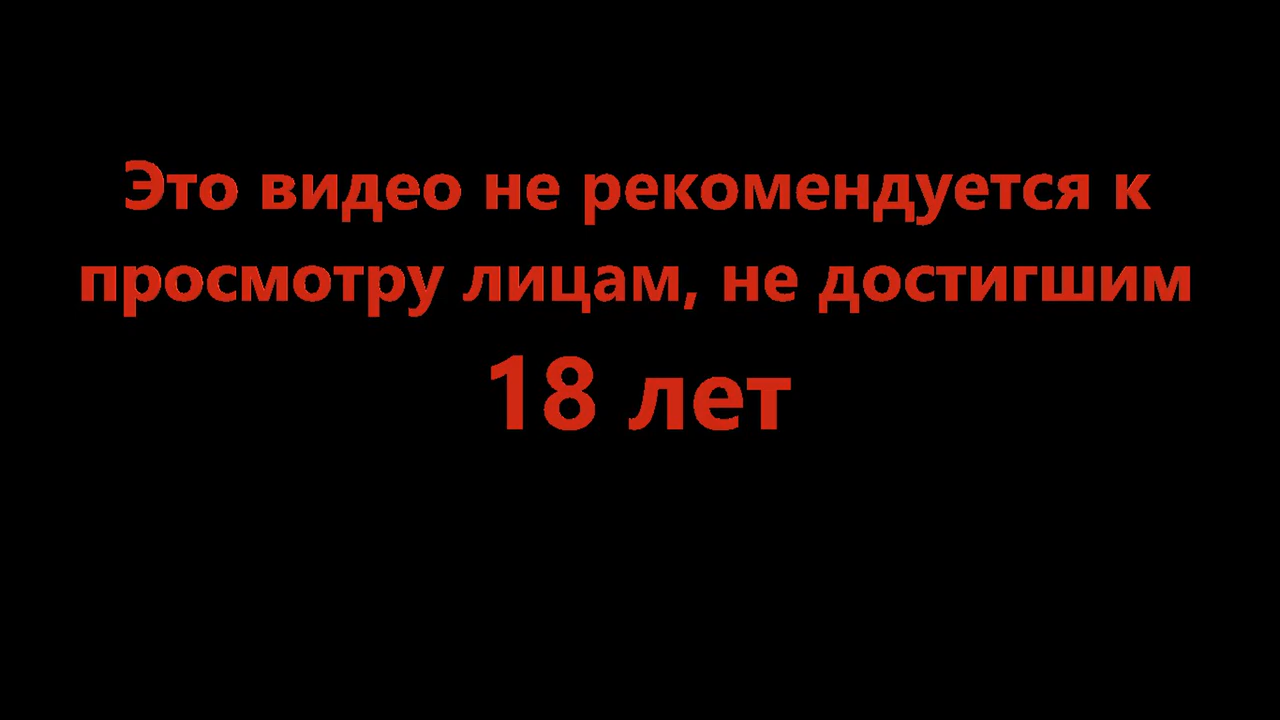 Это видео не рекомендуется к
просмотру лицам, не достигшим
18 лет